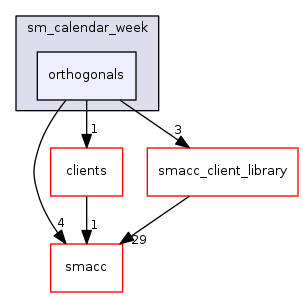 sm_calendar_week
orthogonals
1
3
clients
smacc_client_library
4
1
29
smacc